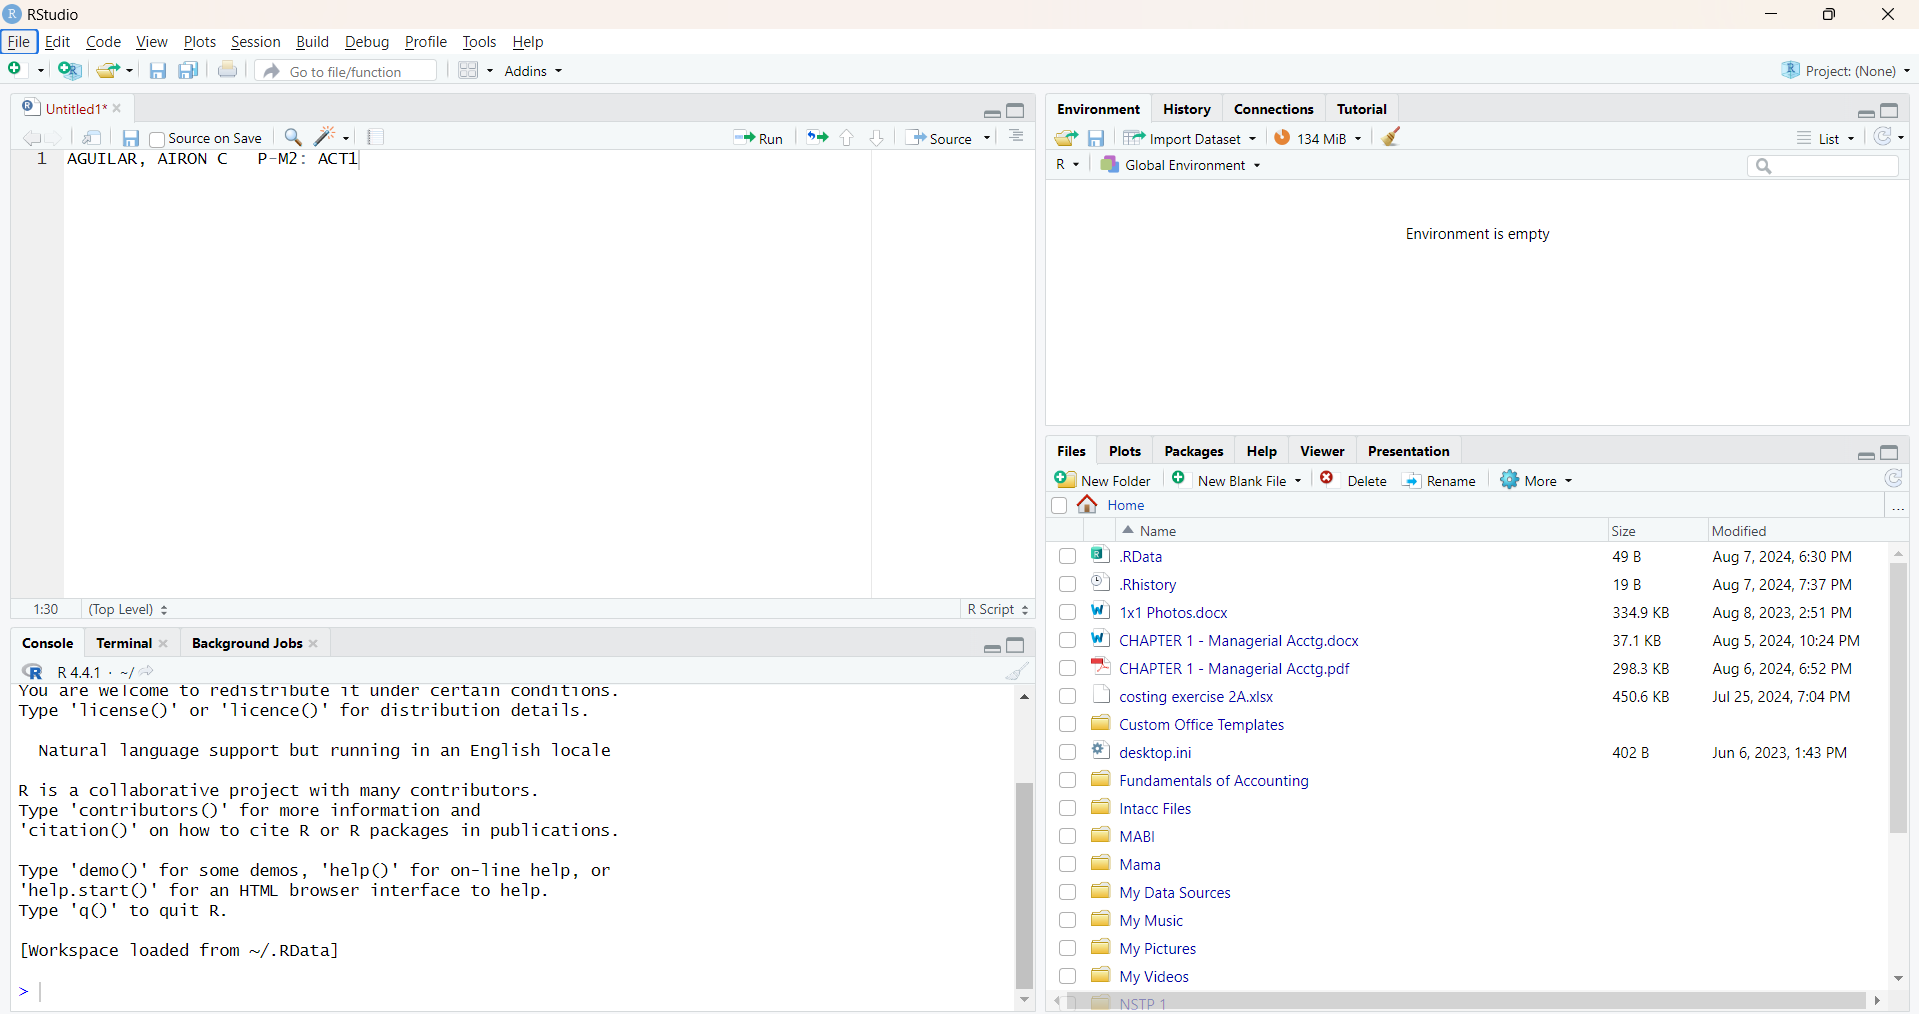 RStudio
File Edit Code View Plots Session Build Debug Profile Tools Help
Go to file/function Addins Project: (None)
Untitled1*
Source on Save Run Source
1 AGUILAR, AIRON C   P-M2: ACT1
1:30 (Top Level) R Script
Console Terminal Background Jobs
R 4.4.1 · ~/
You are welcome to redistribute it under certain conditions.
Type 'license()' or 'licence()' for distribution details.
Natural language support but running in an English locale
R is a collaborative project with many contributors.
Type 'contributors()' for more information and
'citation()' on how to cite R or R packages in publications.
Type 'demo()' for some demos, 'help()' for on-line help, or
'help.start()' for an HTML browser interface to help.
Type 'q()' to quit R.
[Workspace loaded from ~/.RData]
>
Environment History Connections Tutorial
Import Dataset 134 MiB List
R Global Environment
Environment is empty
Files Plots Packages Help Viewer Presentation
New Folder New Blank File Delete Rename More
Home ...
Name Size Modified
.RData 49 B Aug 7, 2024, 6:30 PM
.Rhistory 19 B Aug 7, 2024, 7:37 PM
1x1 Photos.docx 334.9 KB Aug 8, 2023, 2:51 PM
CHAPTER 1 - Managerial Acctg.docx 37.1 KB Aug 5, 2024, 10:24 PM
CHAPTER 1 - Managerial Acctg.pdf 298.3 KB Aug 6, 2024, 6:52 PM
costing exercise 2A.xlsx 450.6 KB Jul 25, 2024, 7:04 PM
Custom Office Templates
desktop.ini 402 B Jun 6, 2023, 1:43 PM
Fundamentals of Accounting
Intacc Files
MABI
Mama
My Data Sources
My Music
My Pictures
My Videos
NSTP 1